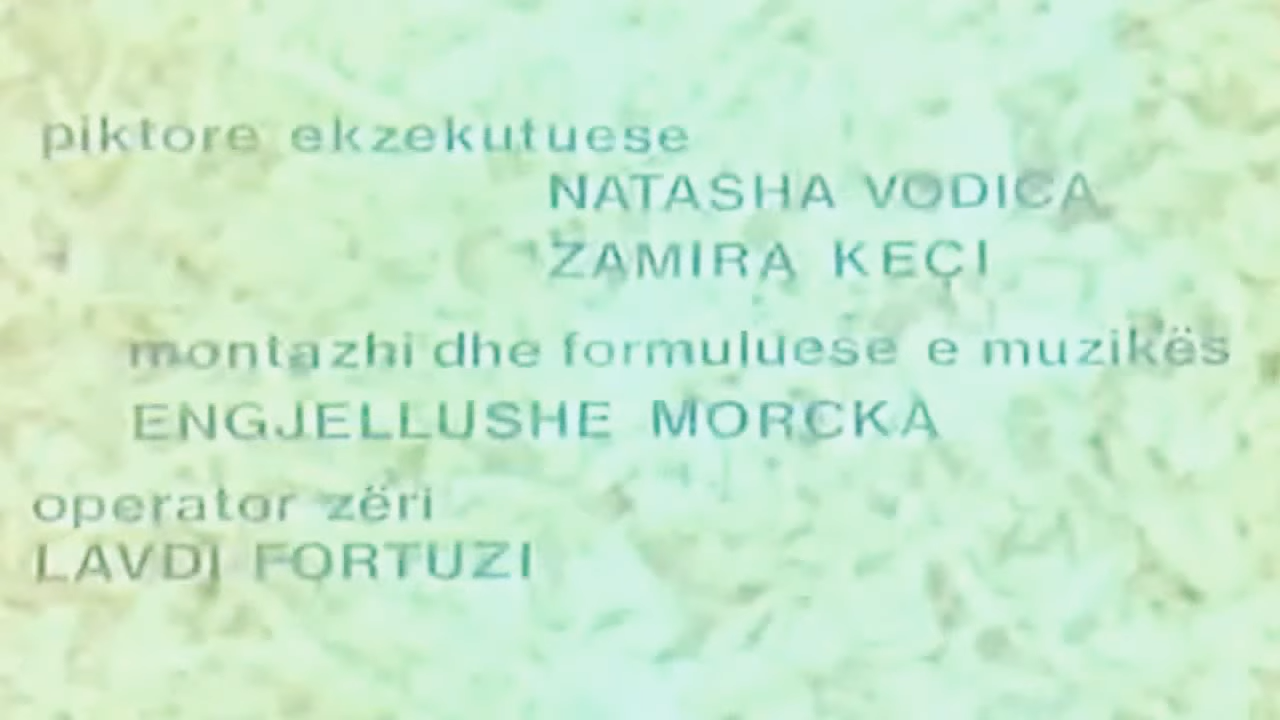 piktore ekzekutuese
NATASHA VODICA
ZAMIRA KEÇI
montazhi dhe formuluese e muzikës
ENGJELLUSHE MORCKA
operator zëri
LAVDI FORTUZI